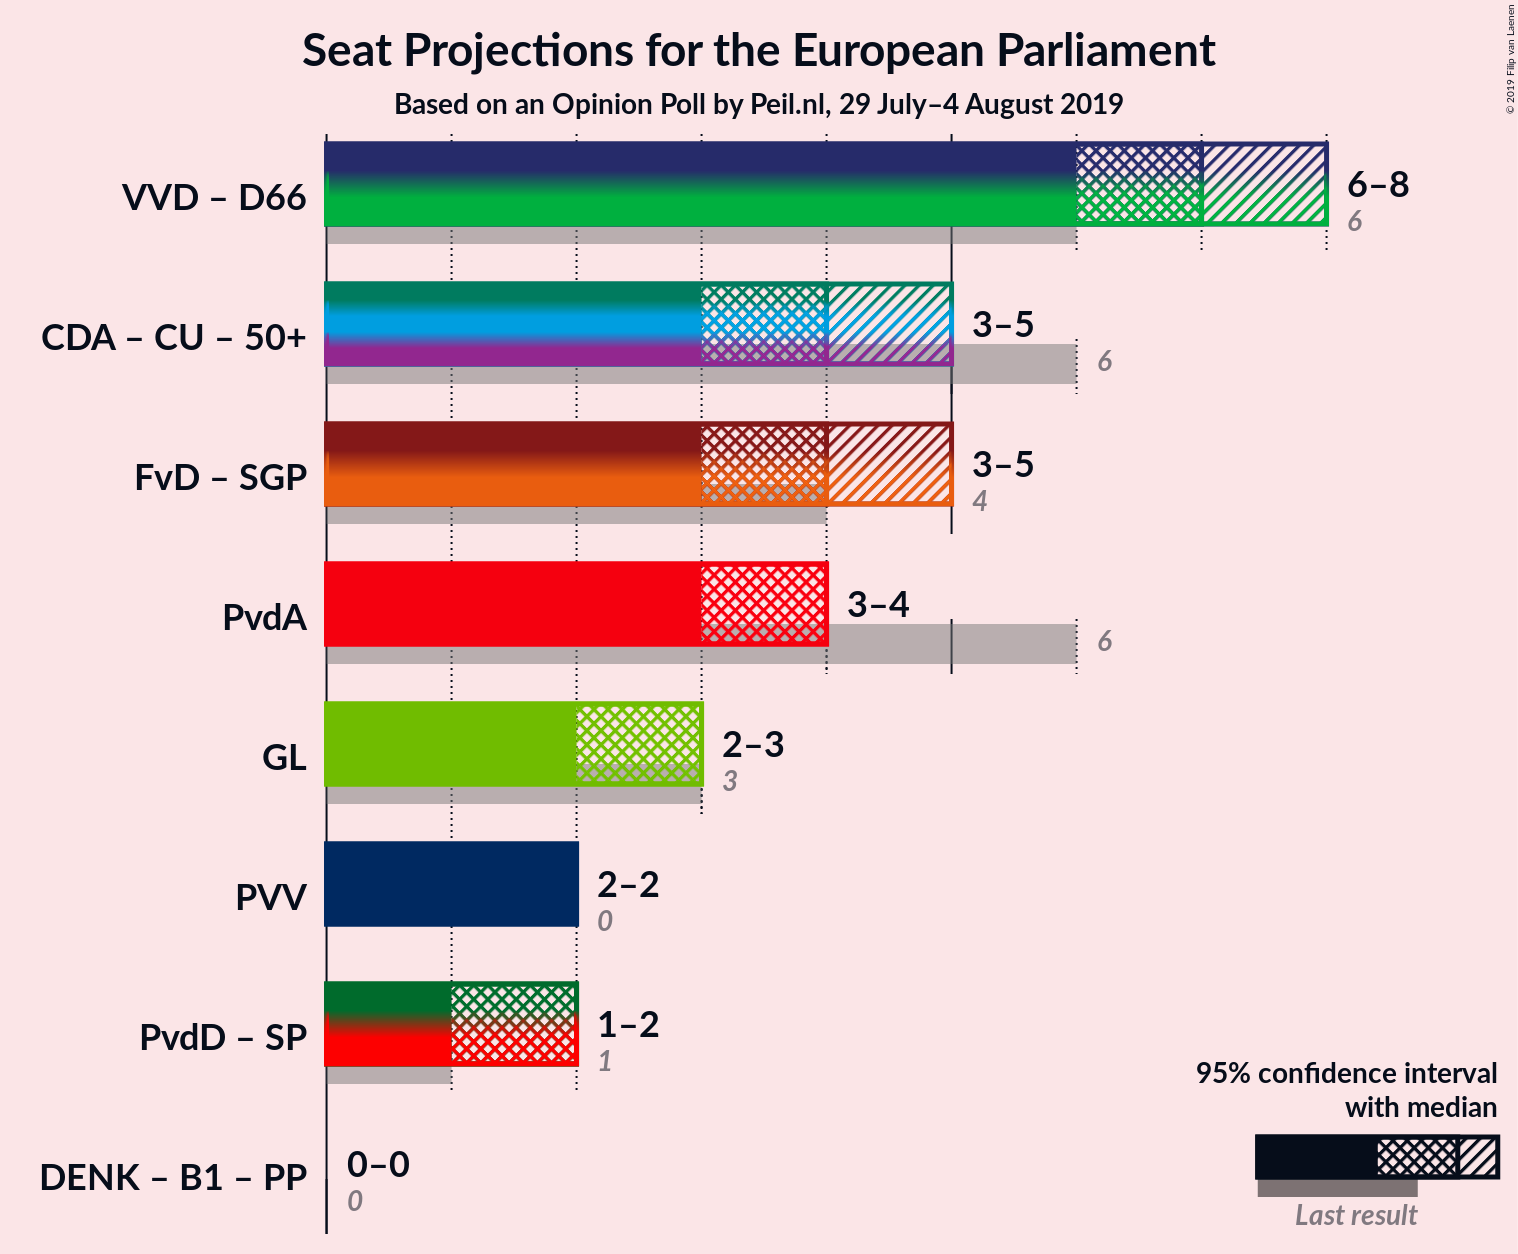 Seat Projections for the European Parliament
Based on an Opinion Poll by Peil.nl, 29 July–4 August 2019
© 2019 Filip van Laenen
VVD – D66
6–8
6
CDA – CU – 50+
3–5
6
FvD – SGP
3–5
4
PvdA
3–4
6
GL
2–3
3
PVV
2–2
0
PvdD – SP
1–2
1
DENK – B1 – PP
0–0
0
95% confidence interval
with median
Last result